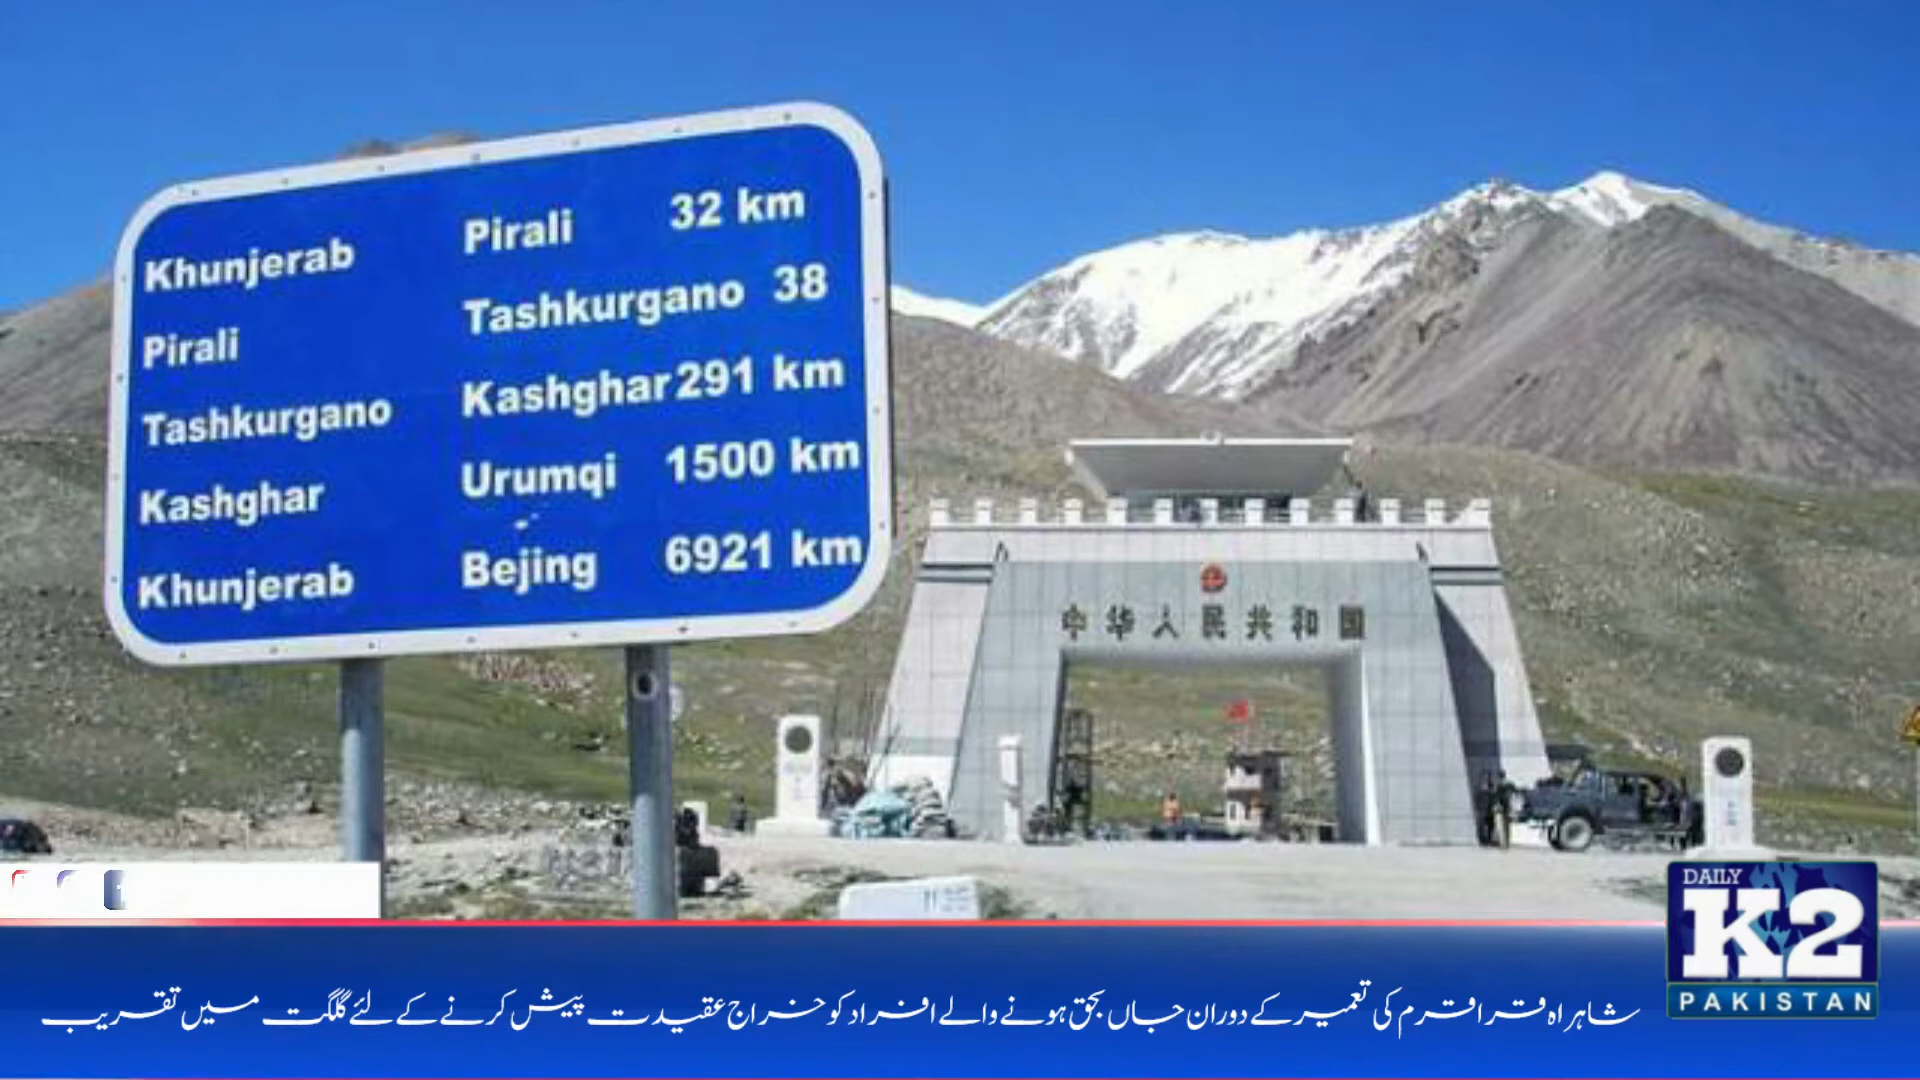 Khunjerab Pirali 32 km
Pirali Tashkurgano 38
Tashkurgano Kashghar 291 km
Kashghar Urumqi 1500 km
Khunjerab Bejing 6921 km
中华人民共和国
DAILY
K2
PAKISTAN
شاہراہ قراقرم کی تعمیر کے دوران جاں بحق ہونے والے افراد کو خراج عقیدت پیش کرنے کے لئے گلگت میں تقریب